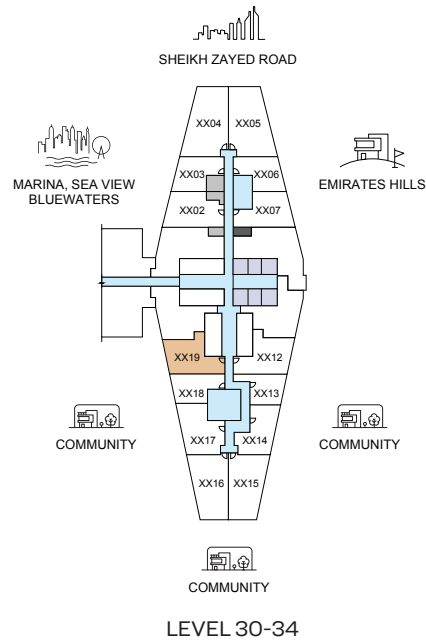 SHEIKH ZAYED ROAD
XX04 XX05
MARINA, SEA VIEW
BLUEWATERS
XX03 XX06
EMIRATES HILLS
XX02 XX07
XX19 XX12
XX18 XX13
COMMUNITY
XX17 XX14
COMMUNITY
XX16 XX15
COMMUNITY
LEVEL 30-34